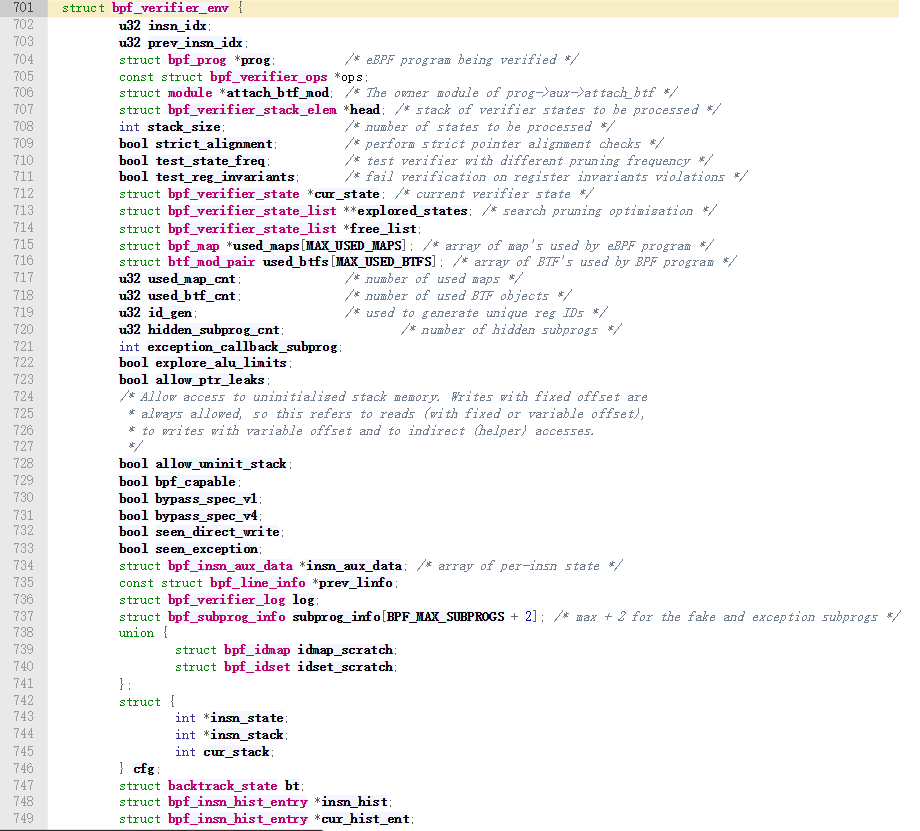 701 struct bpf_verifier_env {
702 u32 insn_idx;
703 u32 prev_insn_idx;
704 struct bpf_prog *prog; /* eBPF program being verified */
705 const struct bpf_verifier_ops *ops;
706 struct module *attach_btf_mod; /* The owner module of prog->aux->attach_btf */
707 struct bpf_verifier_stack_elem *head; /* stack of verifier states to be processed */
708 int stack_size; /* number of states to be processed */
709 bool strict_alignment; /* perform strict pointer alignment checks */
710 bool test_state_freq; /* test verifier with different pruning frequency */
711 bool test_reg_invariants; /* fail verification on register invariants violations */
712 struct bpf_verifier_state *cur_state; /* current verifier state */
713 struct bpf_verifier_state_list **explored_states; /* search pruning optimization */
714 struct bpf_verifier_state_list *free_list;
715 struct bpf_map *used_maps[MAX_USED_MAPS]; /* array of map's used by eBPF program */
716 struct btf_mod_pair used_btfs[MAX_USED_BTFS]; /* array of BTF's used by BPF program */
717 u32 used_map_cnt; /* number of used maps */
718 u32 used_btf_cnt; /* number of used BTF objects */
719 u32 id_gen; /* used to generate unique reg IDs */
720 u32 hidden_subprog_cnt; /* number of hidden subprogs */
721 int exception_callback_subprog;
722 bool explore_alu_limits;
723 bool allow_ptr_leaks;
724 /* Allow access to uninitialized stack memory. Writes with fixed offset are
725 * always allowed, so this refers to reads (with fixed or variable offset),
726 * to writes with variable offset and to indirect (helper) accesses.
727 */
728 bool allow_uninit_stack;
729 bool bpf_capable;
730 bool bypass_spec_v1;
731 bool bypass_spec_v4;
732 bool seen_direct_write;
733 bool seen_exception;
734 struct bpf_insn_aux_data *insn_aux_data; /* array of per-insn state */
735 const struct bpf_line_info *prev_linfo;
736 struct bpf_verifier_log log;
737 struct bpf_subprog_info subprog_info[BPF_MAX_SUBPROGS + 2]; /* max + 2 for the fake and exception subprogs */
738 union {
739 struct bpf_idmap idmap_scratch;
740 struct bpf_idset idset_scratch;
741 };
742 struct {
743 int *insn_state;
744 int *insn_stack;
745 int cur_stack;
746 } cfg;
747 struct backtrack_state bt;
748 struct bpf_insn_hist_entry *insn_hist;
749 struct bpf_insn_hist_entry *cur_hist_ent;